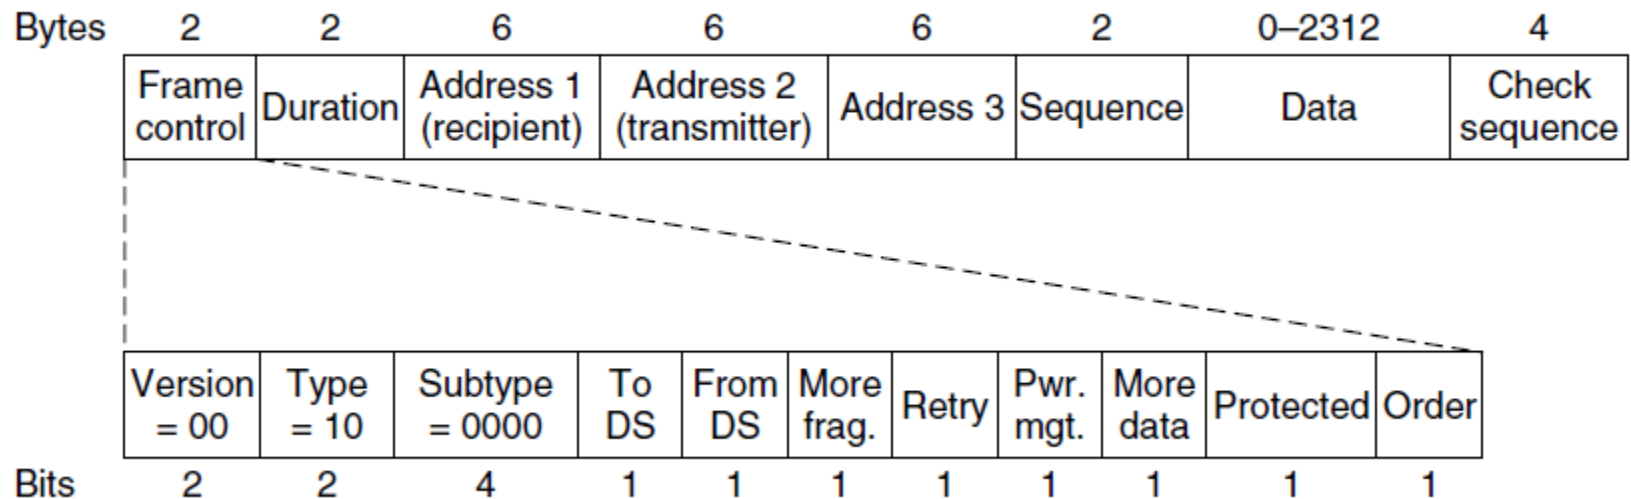 Bytes 2 2 6 6 6 2 0–2312 4
Frame control Duration Address 1 (recipient) Address 2 (transmitter) Address 3 Sequence Data Check sequence
Version = 00 Type = 10 Subtype = 0000 To DS From DS More frag. Retry Pwr. mgt. More data Protected Order
Bits 2 2 4 1 1 1 1 1 1 1 1